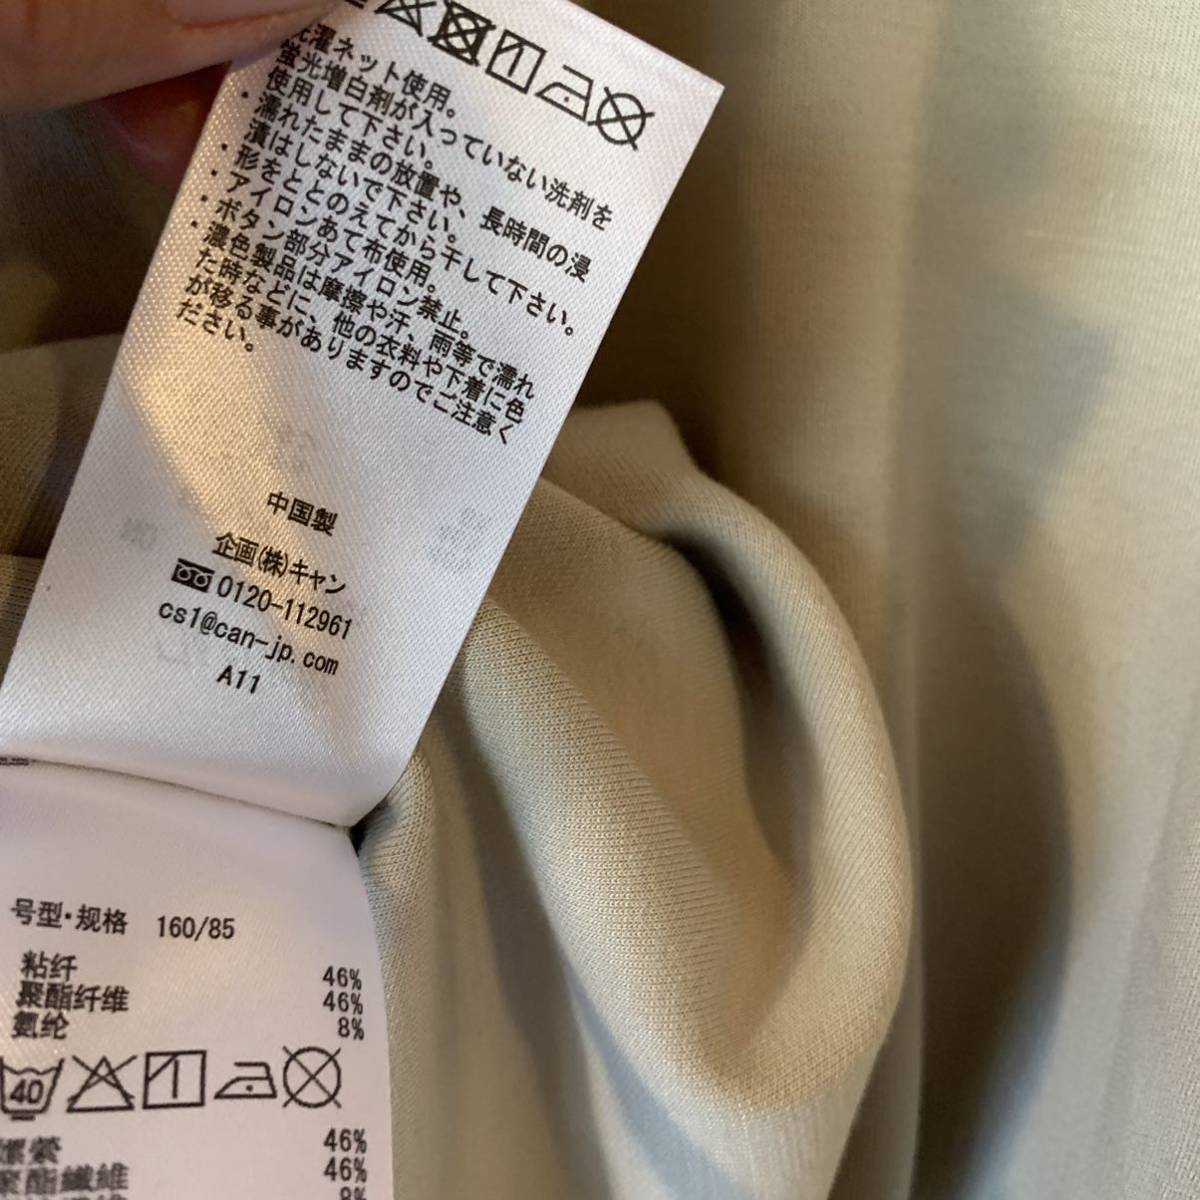 洗濯ネット使用。
蛍光増白剤が入っていない洗剤を
使用して下さい。
・濡れたままの放置や、長時間の浸
漬はしないで下さい。
・形をととのえてから干して下さい。
・アイロンあて布使用。
・ボタン部分アイロン禁止。
・濃色製品は摩擦や汗、雨等で濡れ
た時などに、他の衣料や下着に色
が移る事がありますのでご注意く
ださい。
中国製
企画(株)キャン
0120-112961
cs1@can-jp.com
A11
号型・规格 160/85
粘纤 46%
聚酯纤维 46%
氨纶 8%
40
嫘縈 46%
聚酯纖維 46%
8%